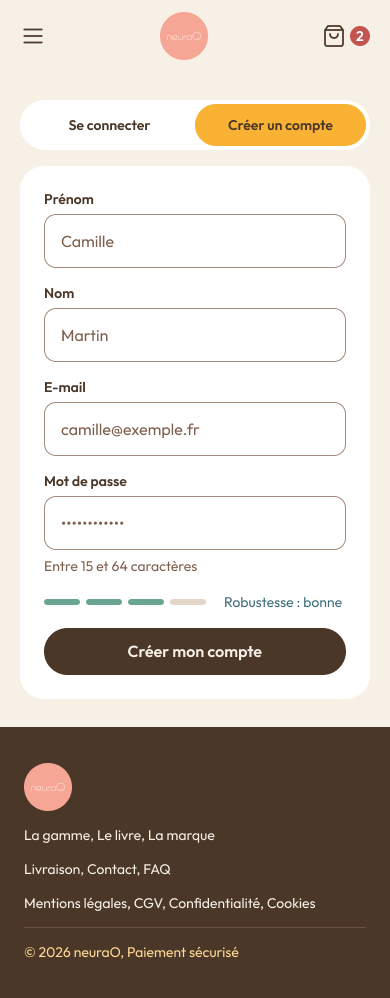 neuraO
2
Se connecter
Créer un compte
Prénom
Camille
Nom
Martin
E-mail
camille@exemple.fr
Mot de passe
••••••••••••
Entre 15 et 64 caractères
Robustesse : bonne
Créer mon compte
neuraO
La gamme, Le livre, La marque
Livraison, Contact, FAQ
Mentions légales, CGV, Confidentialité, Cookies
© 2026 neuraO, Paiement sécurisé